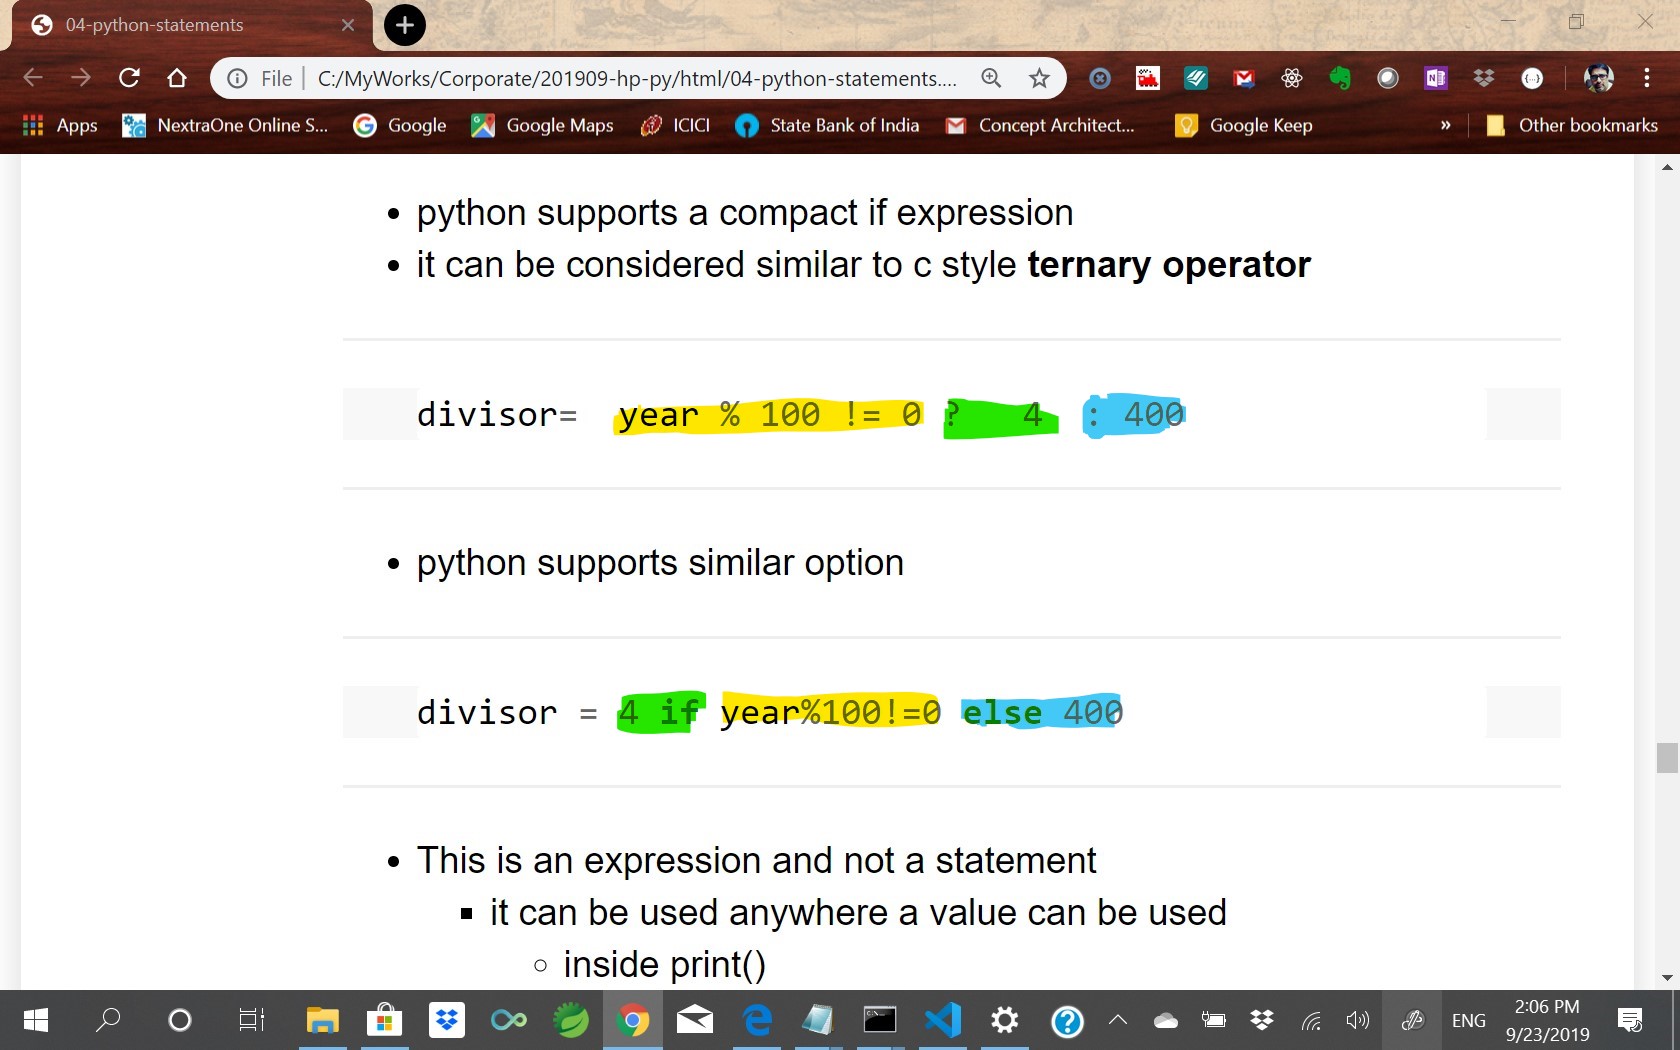 04-python-statements
File C:/MyWorks/Corporate/201909-hp-py/html/04-python-statements....
Apps NextraOne Online S... Google Google Maps ICICI State Bank of India Concept Architect... Google Keep » Other bookmarks
• python supports a compact if expression
• it can be considered similar to c style ternary operator
divisor= year % 100 != 0 ? 4 : 400
• python supports similar option
divisor = 4 if year%100!=0 else 400
• This is an expression and not a statement
▪ it can be used anywhere a value can be used
○ inside print()
ENG 2:06 PM
9/23/2019